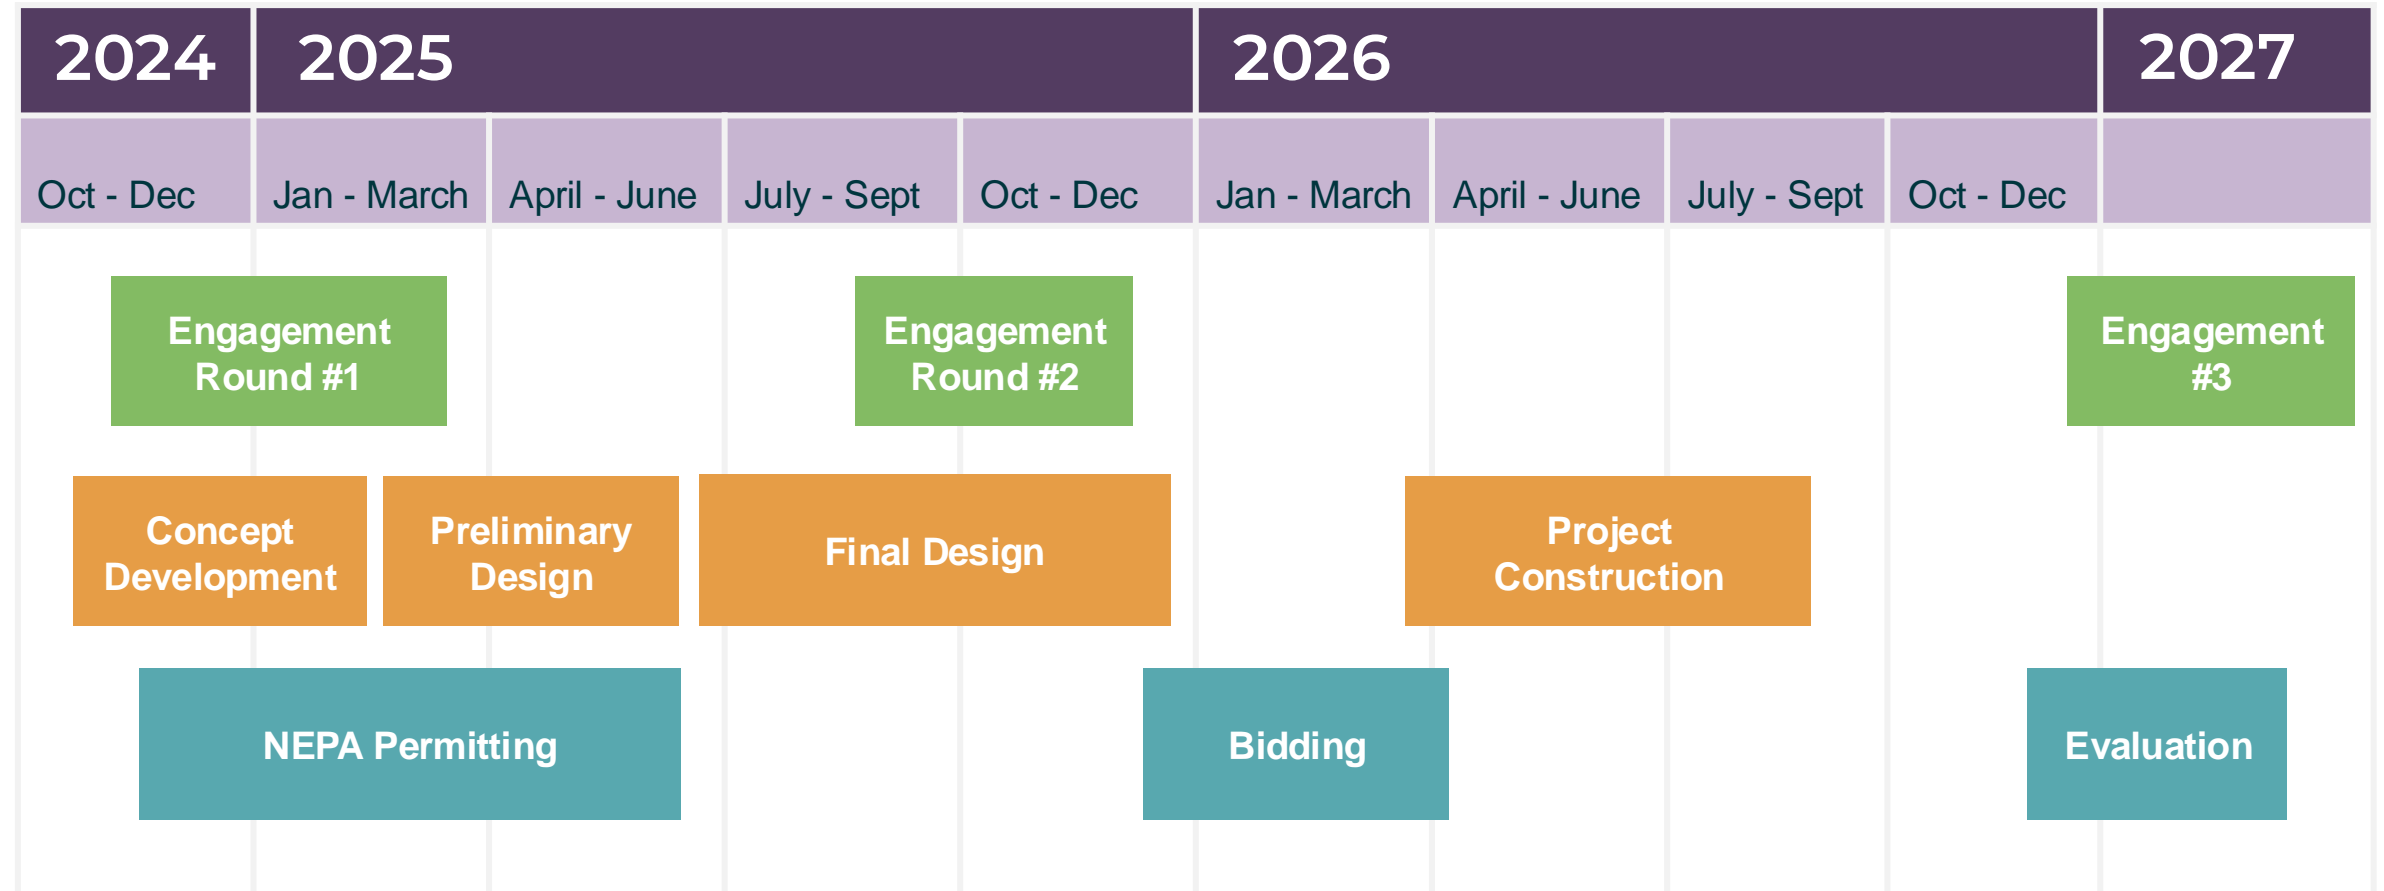 2024
2025
2026
2027
Oct - Dec
Jan - March
April - June
July - Sept
Oct - Dec
Jan - March
April - June
July - Sept
Oct - Dec
Engagement
Round #1
Engagement
Round #2
Engagement
#3
Concept
Development
Preliminary
Design
Final Design
Project
Construction
NEPA Permitting
Bidding
Evaluation